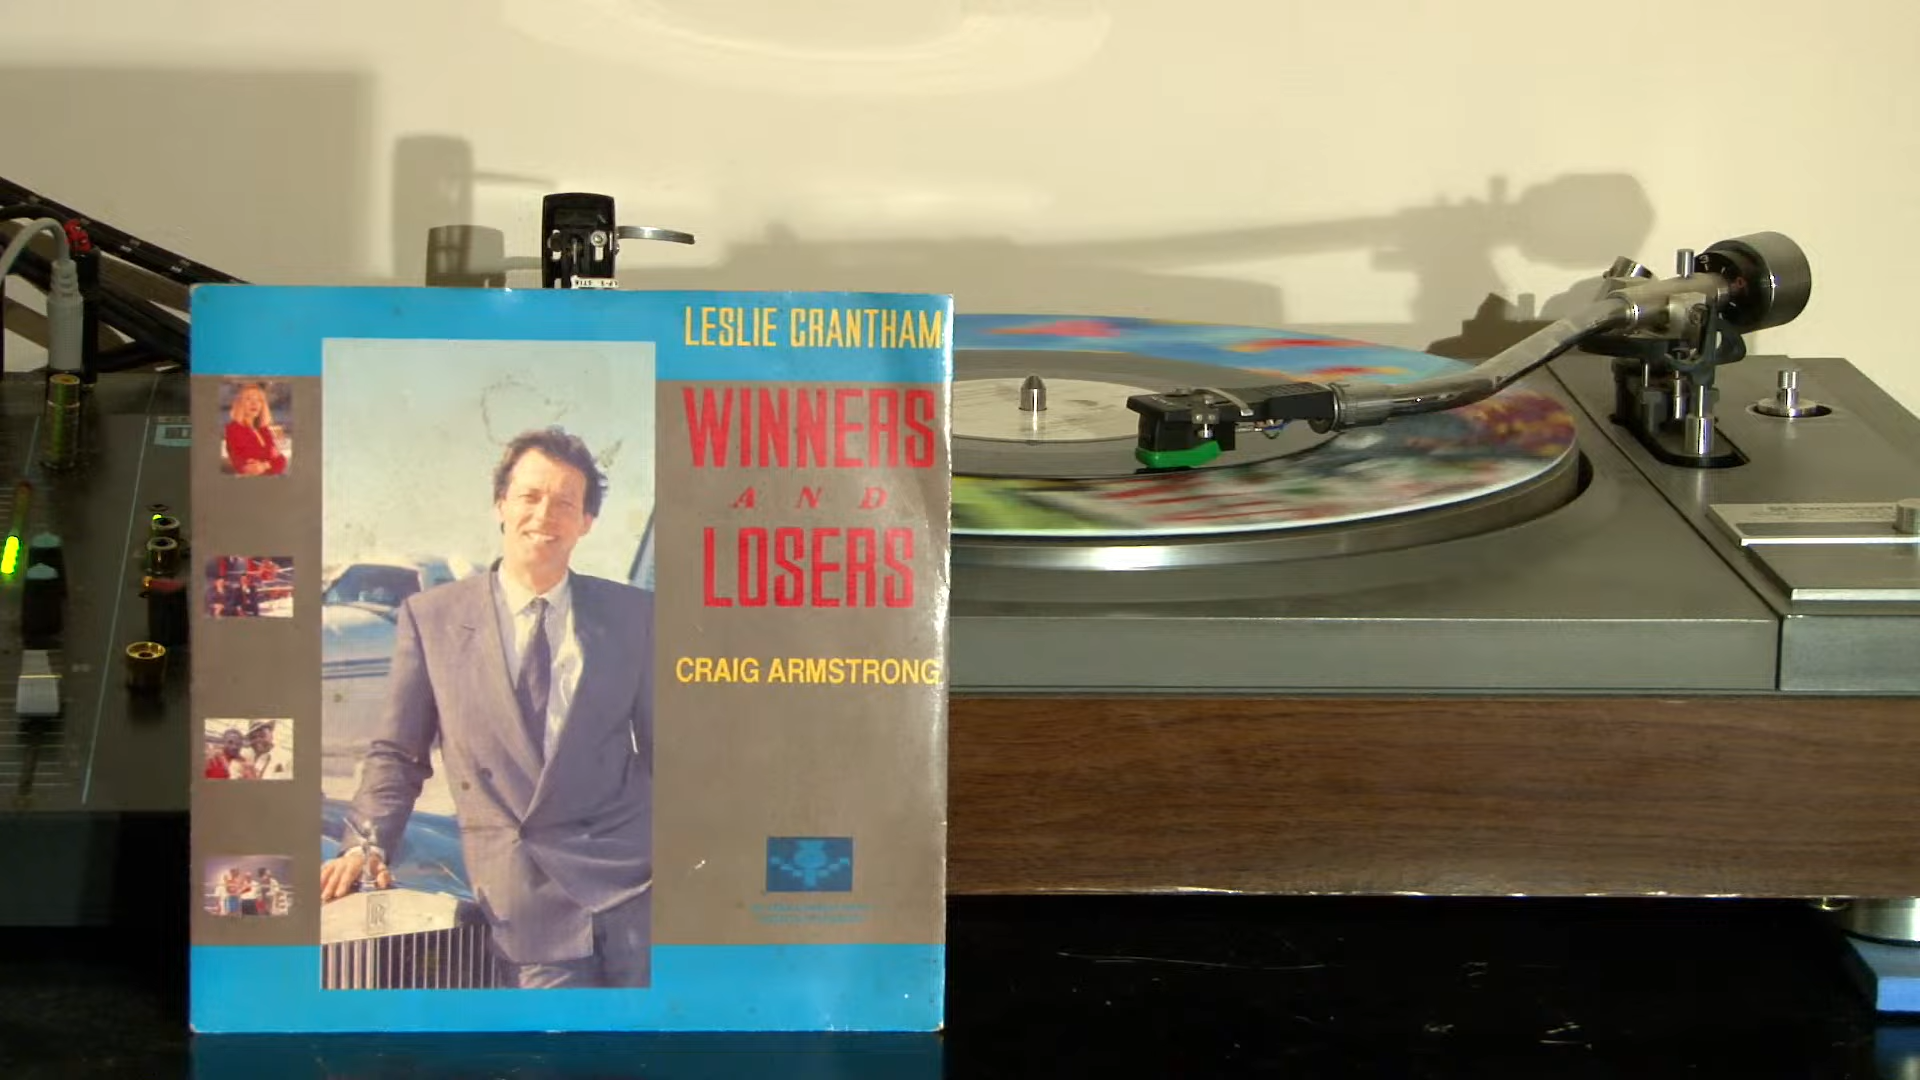 LESLIE GRANTHAM
WINNERS
AND
LOSERS
CRAIG ARMSTRONG